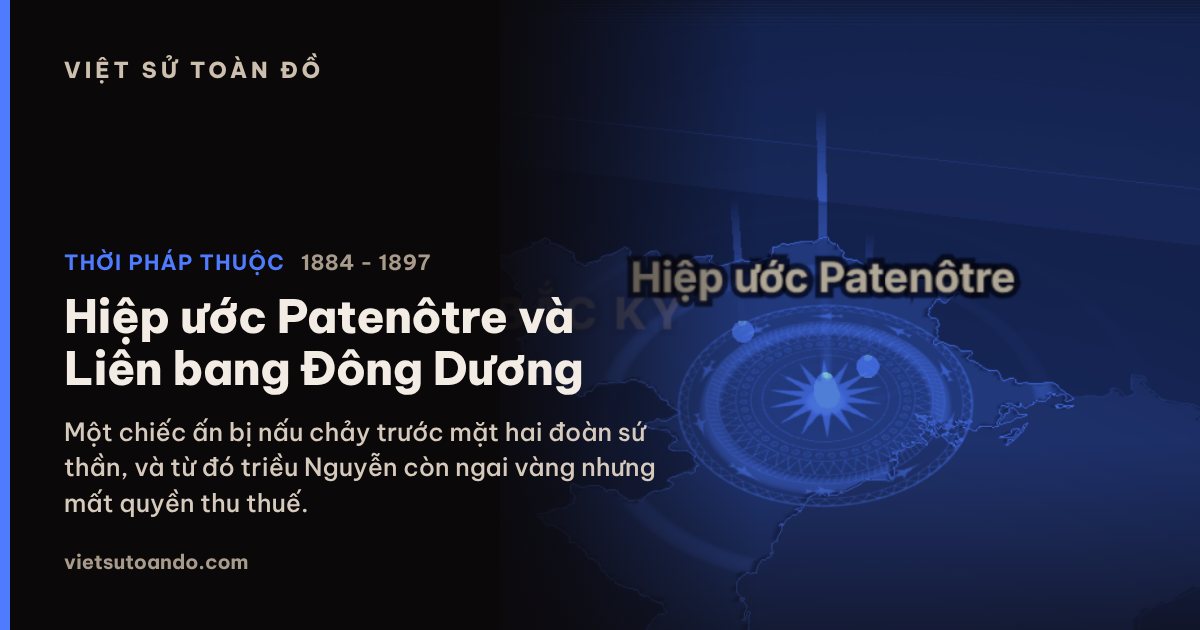 VIỆT SỬ TOÀN ĐỒ
THỜI PHÁP THUỘC 1884 - 1897
Hiệp ước Patenôtre và
Liên bang Đông Dương
Một chiếc ấn bị nấu chảy trước mặt hai đoàn sứ
thần, và từ đó triều Nguyễn còn ngai vàng nhưng
mất quyền thu thuế.
vietsutoando.com
Hiệp ước Patenôtre
BẮC KỲ